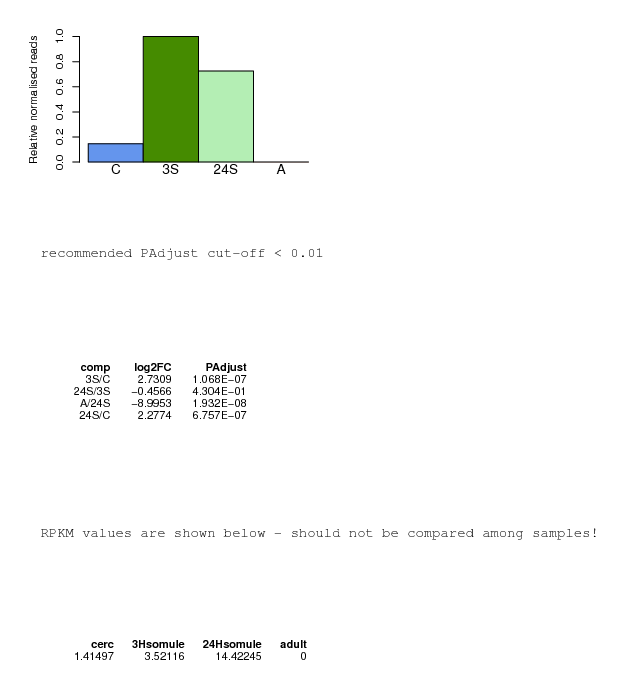 Relative normalised reads
1.0
0.8
0.6
0.4
0.2
0.0
C 3S 24S A
recommended PAdjust cut-off < 0.01
comp log2FC PAdjust
3S/C 2.7309 1.068E-07
24S/3S -0.4566 4.304E-01
A/24S -8.9953 1.932E-08
24S/C 2.2774 6.757E-07
RPKM values are shown below - should not be compared among samples!
cerc 3Hsomule 24Hsomule adult
1.41497 3.52116 14.42245 0